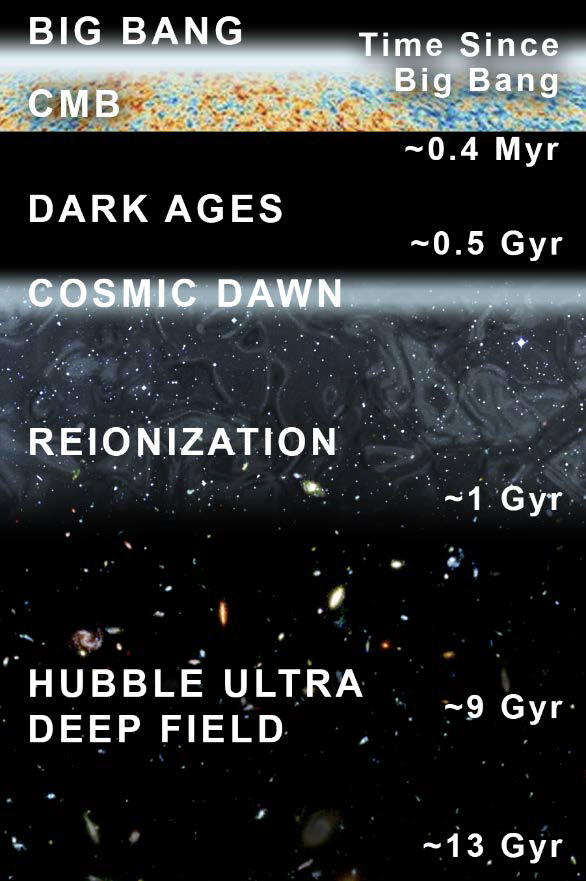 BIG BANG
Time Since
Big Bang
CMB
~0.4 Myr
DARK AGES
~0.5 Gyr
COSMIC DAWN
REIONIZATION
~1 Gyr
HUBBLE ULTRA
DEEP FIELD
~9 Gyr
~13 Gyr